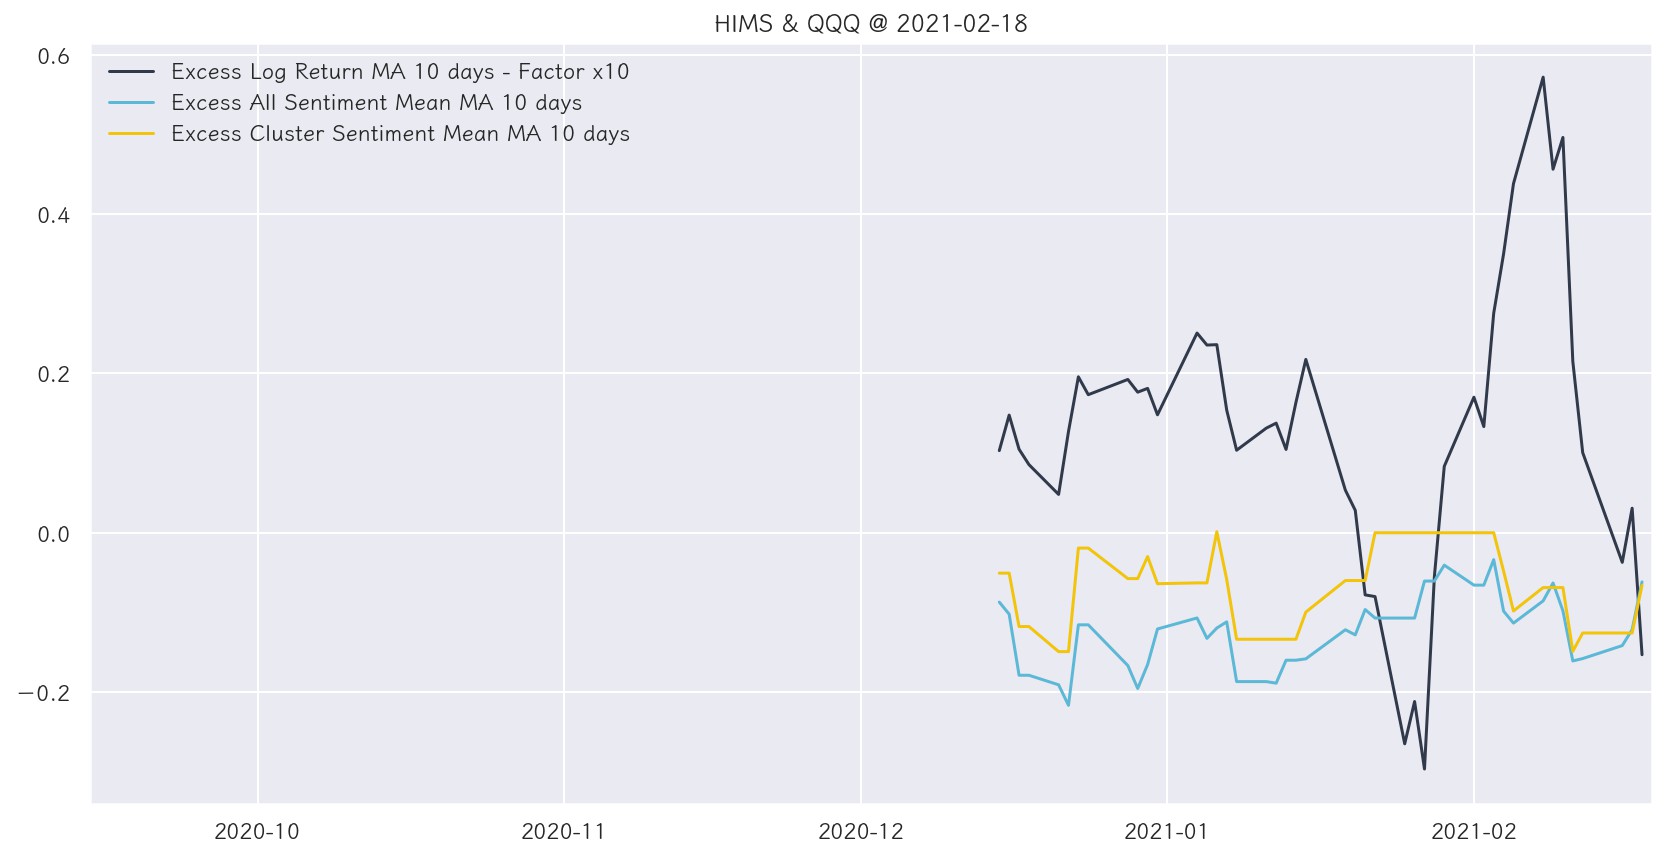 HIMS & QQQ @ 2021-02-18
0.6
Excess Log Return MA 10 days - Factor x10
Excess All Sentiment Mean MA 10 days
Excess Cluster Sentiment Mean MA 10 days
0.4
0.2
0.0
−0.2
2020-10 2020-11 2020-12 2021-01 2021-02